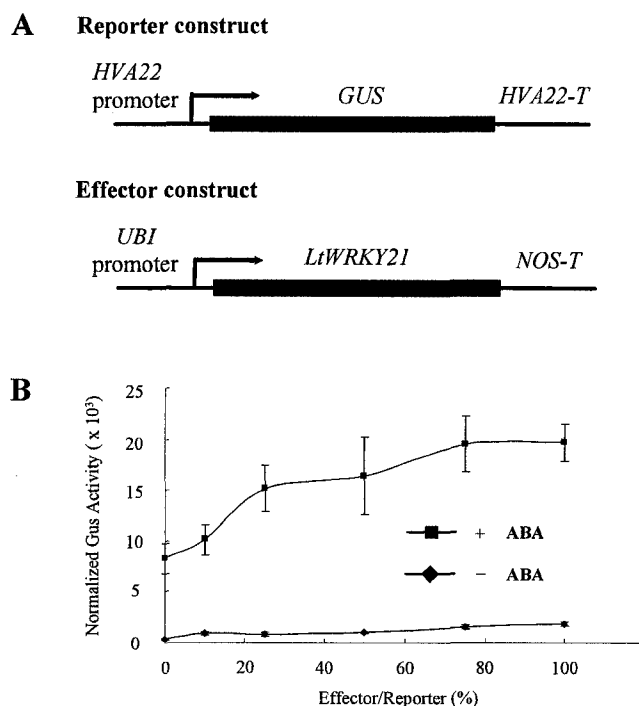 A Reporter construct
HVA22
promoter
GUS
HVA22-T
Effector construct
UBI
promoter
LtWRKY21
NOS-T
B
Normalized Gus Activity ( x 10³)
25
20
15
10
5
0
+ ABA
− ABA
0 20 40 60 80 100
Effector/Reporter (%)